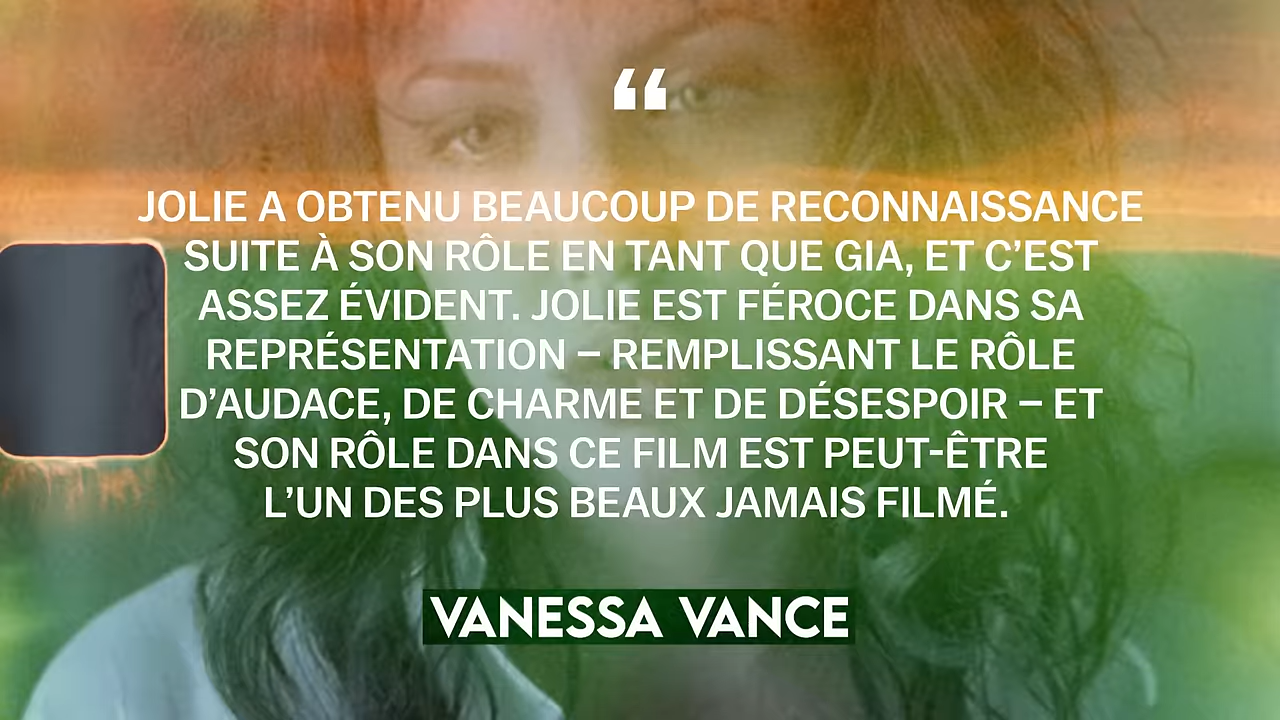 “
JOLIE A OBTENU BEAUCOUP DE RECONNAISSANCE
SUITE À SON RÔLE EN TANT QUE GIA, ET C’EST
ASSEZ ÉVIDENT. JOLIE EST FÉROCE DANS SA
REPRÉSENTATION – REMPLISSANT LE RÔLE
D’AUDACE, DE CHARME ET DE DÉSESPOIR – ET
SON RÔLE DANS CE FILM EST PEUT-ÊTRE
L’UN DES PLUS BEAUX JAMAIS FILMÉ.
VANESSA VANCE